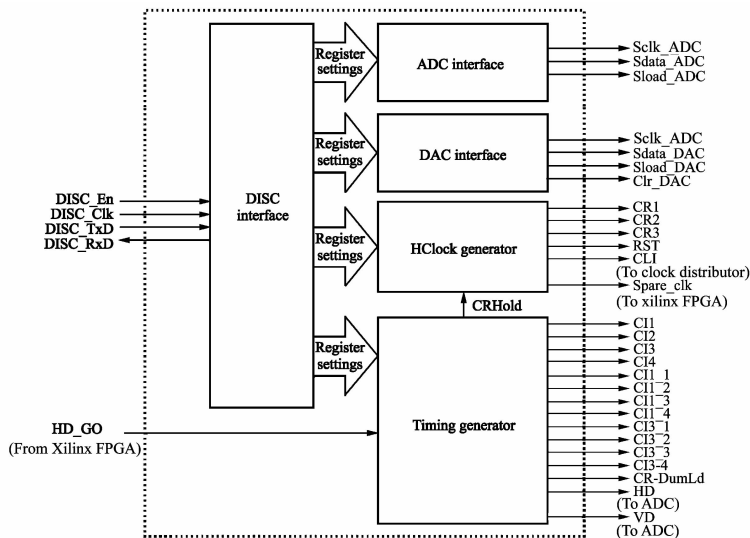 DISC_En
DISC_Clk
DISC_TxD
DISC_RxD
HD_GO
(From Xilinx FPGA)
DISC
interface
Register
settings
Register
settings
Register
settings
Register
settings
ADC interface
DAC interface
HClock generator
CRHold
Timing generator
Sclk_ADC
Sdata_ADC
Sload_ADC
Sclk_ADC
Sdata_DAC
Sload_DAC
Clr_DAC
CR1
CR2
CR3
RST
CLI
(To clock distributor)
Spare_clk
(To xilinx FPGA)
CI1
CI2
CI3
CI4
CI1_1
CI1_2
CI1_3
CI1_4
CI3_1
CI3_2
CI3_3
CI3-4
CR-DumLd
HD
(To ADC)
VD
(To ADC)